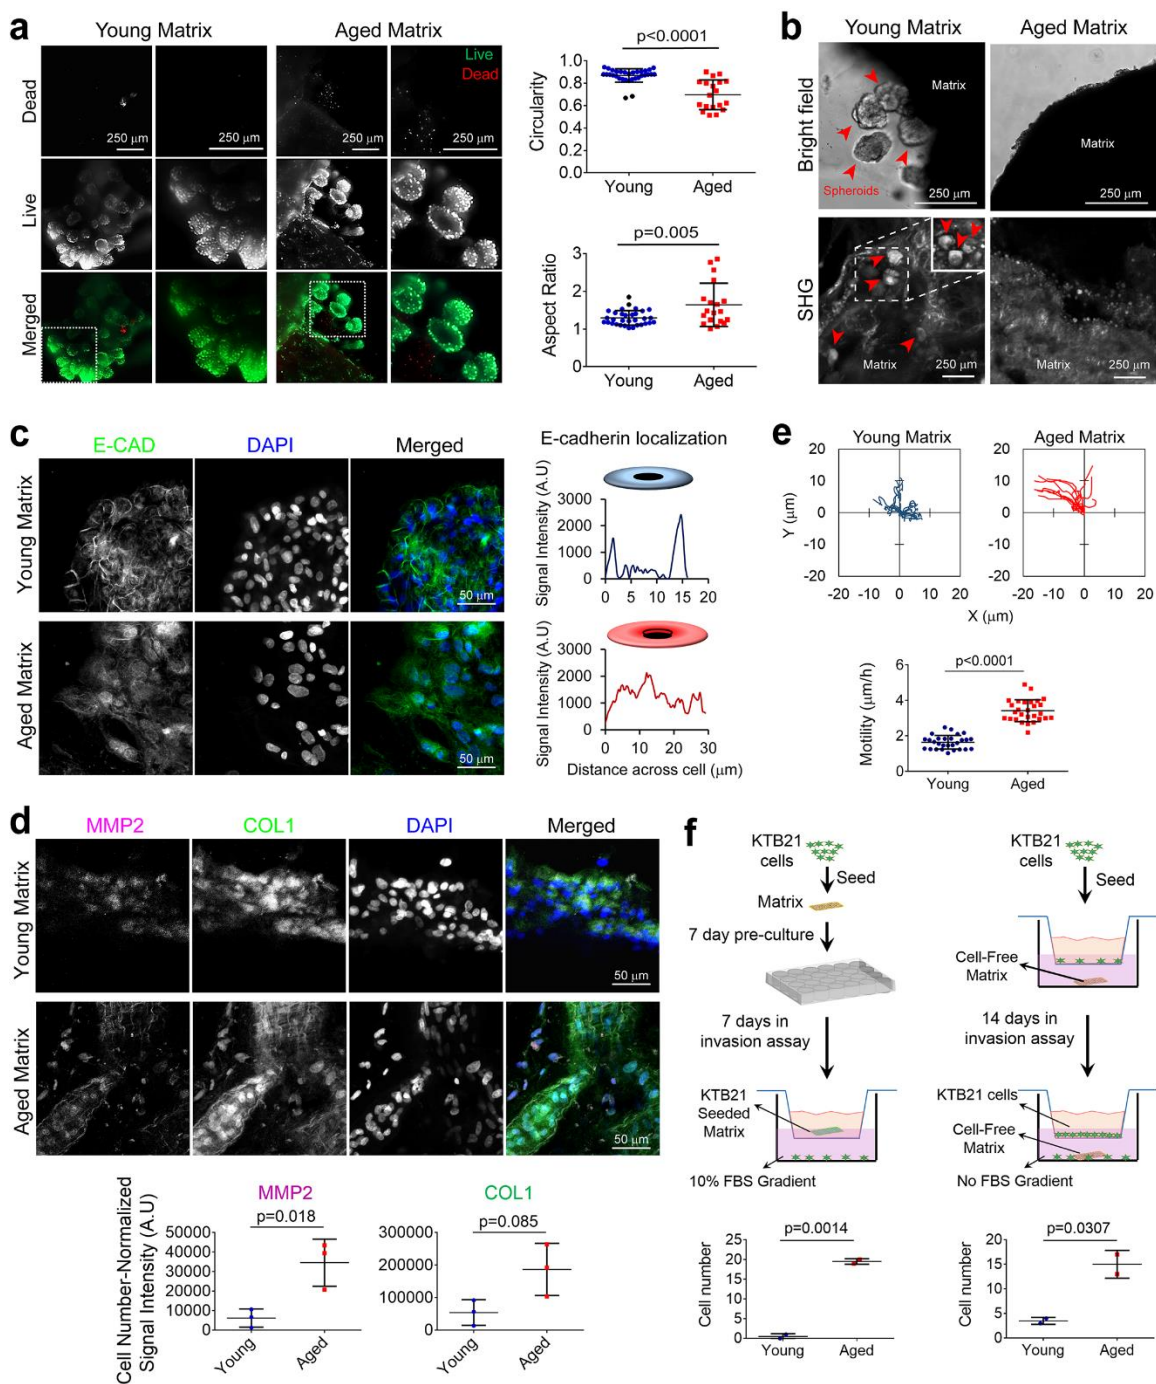 a
Young Matrix
Aged Matrix
Live
Dead
Dead
250 μm
250 μm
250 μm
250 μm
Live
Merged
p<0.0001
Circularity
1.0
0.8
0.6
0.4
0.2
0
Young
Aged
p=0.005
Aspect Ratio
3
2
1
0
Young
Aged
b
Young Matrix
Aged Matrix
Bright field
Matrix
Spheroids
250 μm
Matrix
250 μm
SHG
Matrix
250 μm
Matrix
250 μm
c
E-CAD
DAPI
Merged
Young Matrix
50 μm
Aged Matrix
50 μm
E-cadherin localization
Signal Intensity (A.U)
3000
2000
1000
0
0
5
10
15
20
Signal Intensity (A.U)
3000
2000
1000
0
0
10
20
30
Distance across cell (μm)
e
Young Matrix
Aged Matrix
Y (μm)
20
10
0
-10
20
20
10
0
-10
20
-20
-10
0
10
20
-20
-10
0
10
20
X (μm)
p<0.0001
Motility (μm/h)
6
4
2
0
Young
Aged
d
MMP2
COL1
DAPI
Merged
Young Matrix
50 μm
Aged Matrix
50 μm
Cell Number-Normalized
Signal Intensity (A.U)
MMP2
p=0.018
50000
40000
30000
20000
10000
0
Young
Aged
COL1
p=0.085
300000
200000
100000
0
Young
Aged
f
KTB21
cells
Seed
Matrix
7 day pre-culture
7 days in
invasion assay
KTB21
Seeded
Matrix
10% FBS Gradient
p=0.0014
Cell number
25
20
15
10
5
0
Young
Aged
KTB21
cells
Seed
Cell-Free
Matrix
14 days in
invasion assay
KTB21 cells
Cell-Free
Matrix
No FBS Gradient
p=0.0307
Cell number
20
15
10
5
0
Young
Aged